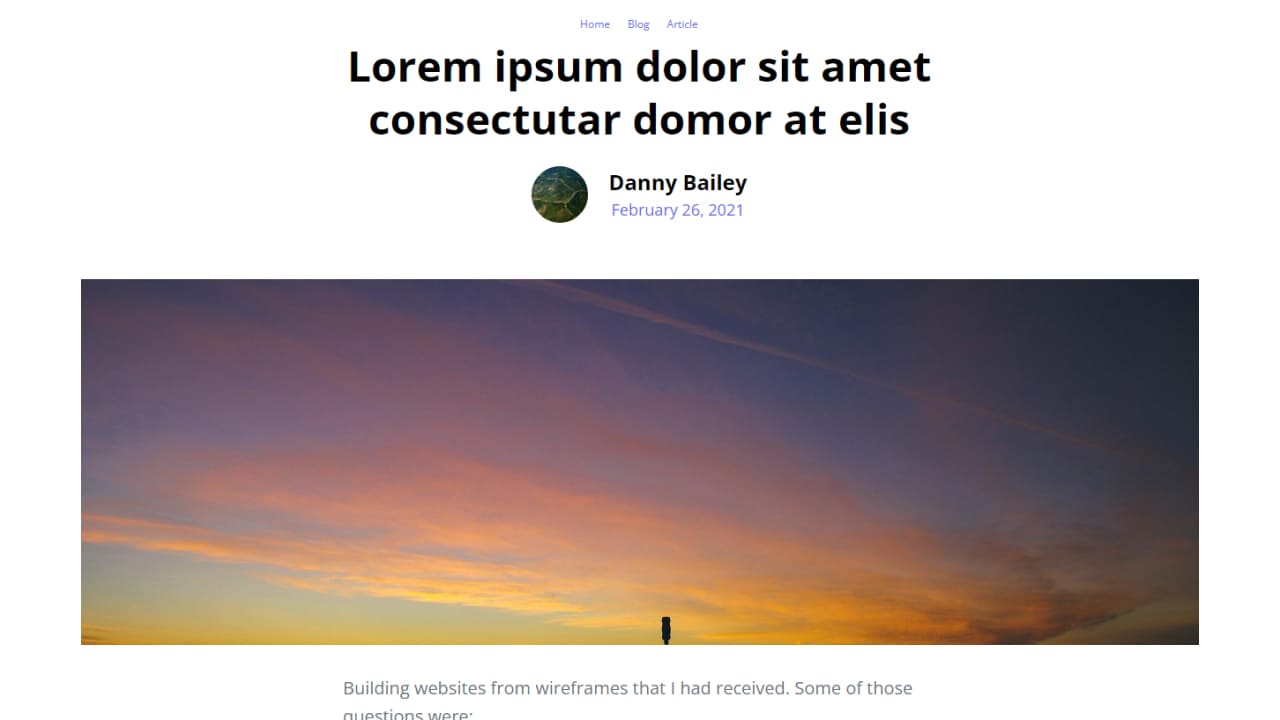 Home Blog Article
Lorem ipsum dolor sit amet
consectutar domor at elis
Danny Bailey
February 26, 2021
Building websites from wireframes that I had received. Some of those
questions were: